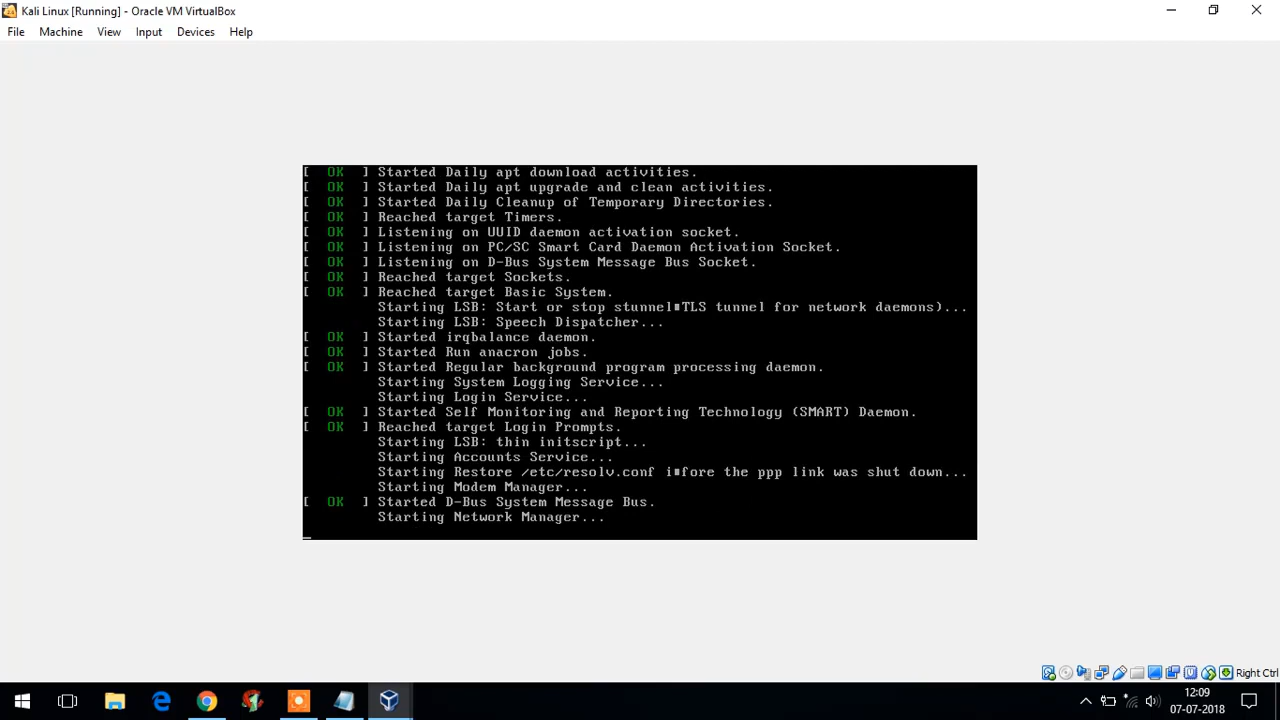 Kali Linux [Running] - Oracle VM VirtualBox
File Machine View Input Devices Help
[ OK ] Started Daily apt download activities.
[ OK ] Started Daily apt upgrade and clean activities.
[ OK ] Started Daily Cleanup of Temporary Directories.
[ OK ] Reached target Timers.
[ OK ] Listening on UUID daemon activation socket.
[ OK ] Listening on PC/SC Smart Card Daemon Activation Socket.
[ OK ] Listening on D-Bus System Message Bus Socket.
[ OK ] Reached target Sockets.
[ OK ] Reached target Basic System.
Starting LSB: Start or stop stunnel■TLS tunnel for network daemons)...
Starting LSB: Speech Dispatcher...
[ OK ] Started irqbalance daemon.
[ OK ] Started Run anacron jobs.
[ OK ] Started Regular background program processing daemon.
Starting System Logging Service...
Starting Login Service...
[ OK ] Started Self Monitoring and Reporting Technology (SMART) Daemon.
[ OK ] Reached target Login Prompts.
Starting LSB: thin initscript...
Starting Accounts Service...
Starting Restore /etc/resolv.conf i■fore the ppp link was shut down...
Starting Modem Manager...
[ OK ] Started D-Bus System Message Bus.
Starting Network Manager...
_
Right Ctrl
12:09
07-07-2018